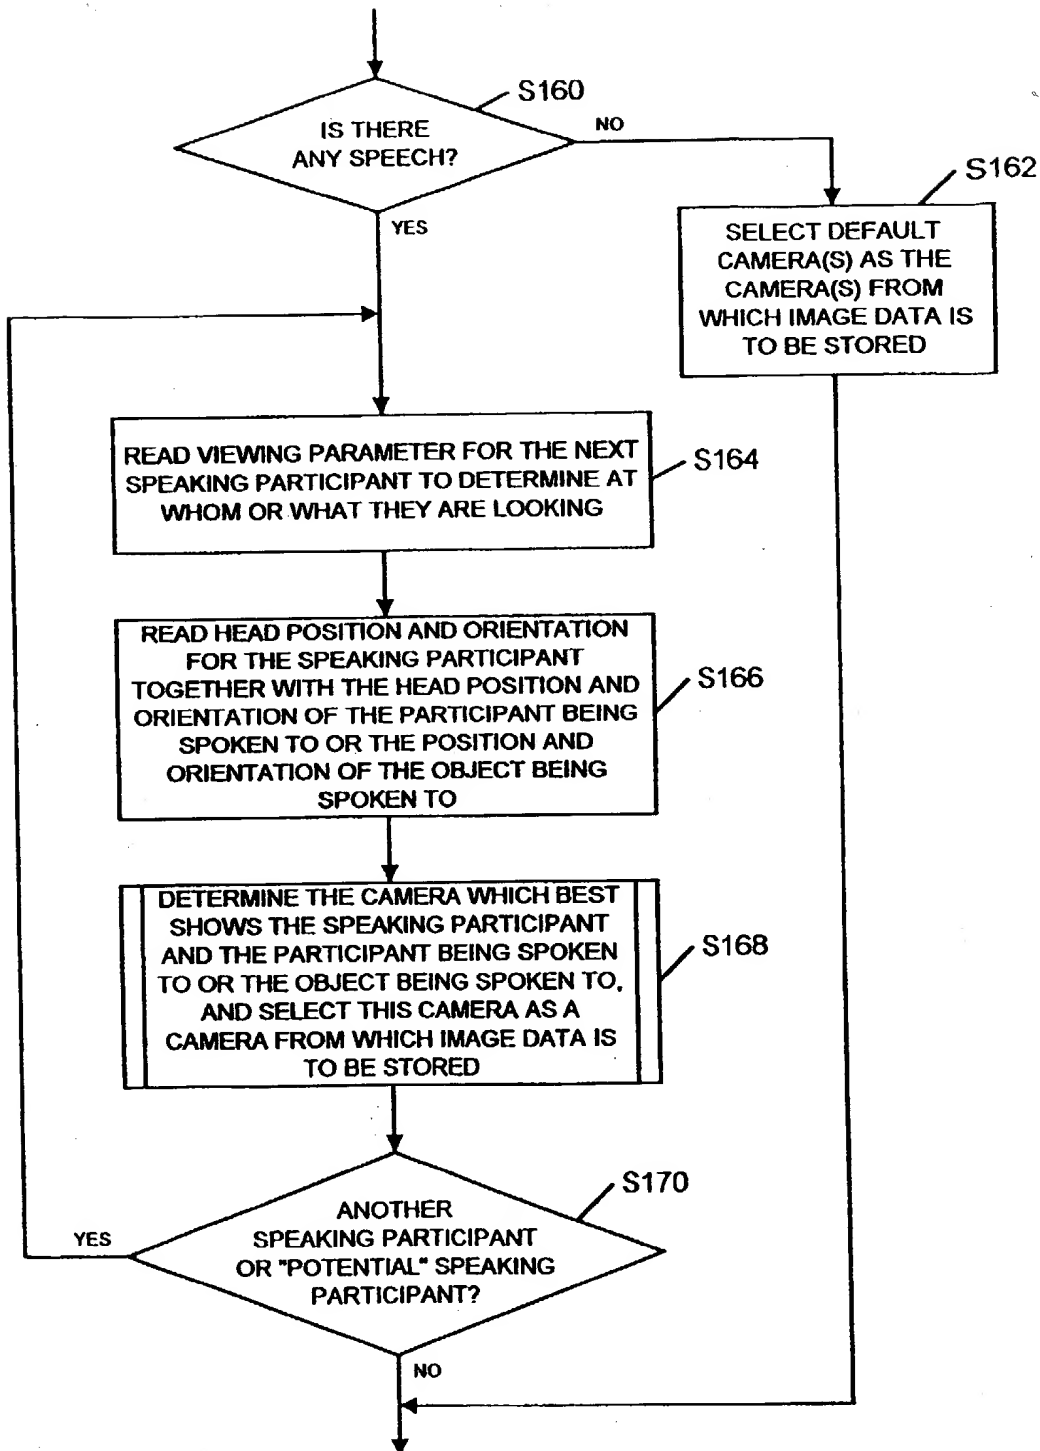 S160
IS THERE
ANY SPEECH?
NO
YES
S162
SELECT DEFAULT
CAMERA(S) AS THE
CAMERA(S) FROM
WHICH IMAGE DATA IS
TO BE STORED
READ VIEWING PARAMETER FOR THE NEXT
SPEAKING PARTICIPANT TO DETERMINE AT
WHOM OR WHAT THEY ARE LOOKING
S164
READ HEAD POSITION AND ORIENTATION
FOR THE SPEAKING PARTICIPANT
TOGETHER WITH THE HEAD POSITION AND
ORIENTATION OF THE PARTICIPANT BEING
SPOKEN TO OR THE POSITION AND
ORIENTATION OF THE OBJECT BEING
SPOKEN TO
S166
DETERMINE THE CAMERA WHICH BEST
SHOWS THE SPEAKING PARTICIPANT
AND THE PARTICIPANT BEING SPOKEN
TO OR THE OBJECT BEING SPOKEN TO,
AND SELECT THIS CAMERA AS A
CAMERA FROM WHICH IMAGE DATA IS
TO BE STORED
S168
S170
ANOTHER
SPEAKING PARTICIPANT
OR "POTENTIAL" SPEAKING
PARTICIPANT?
YES
NO